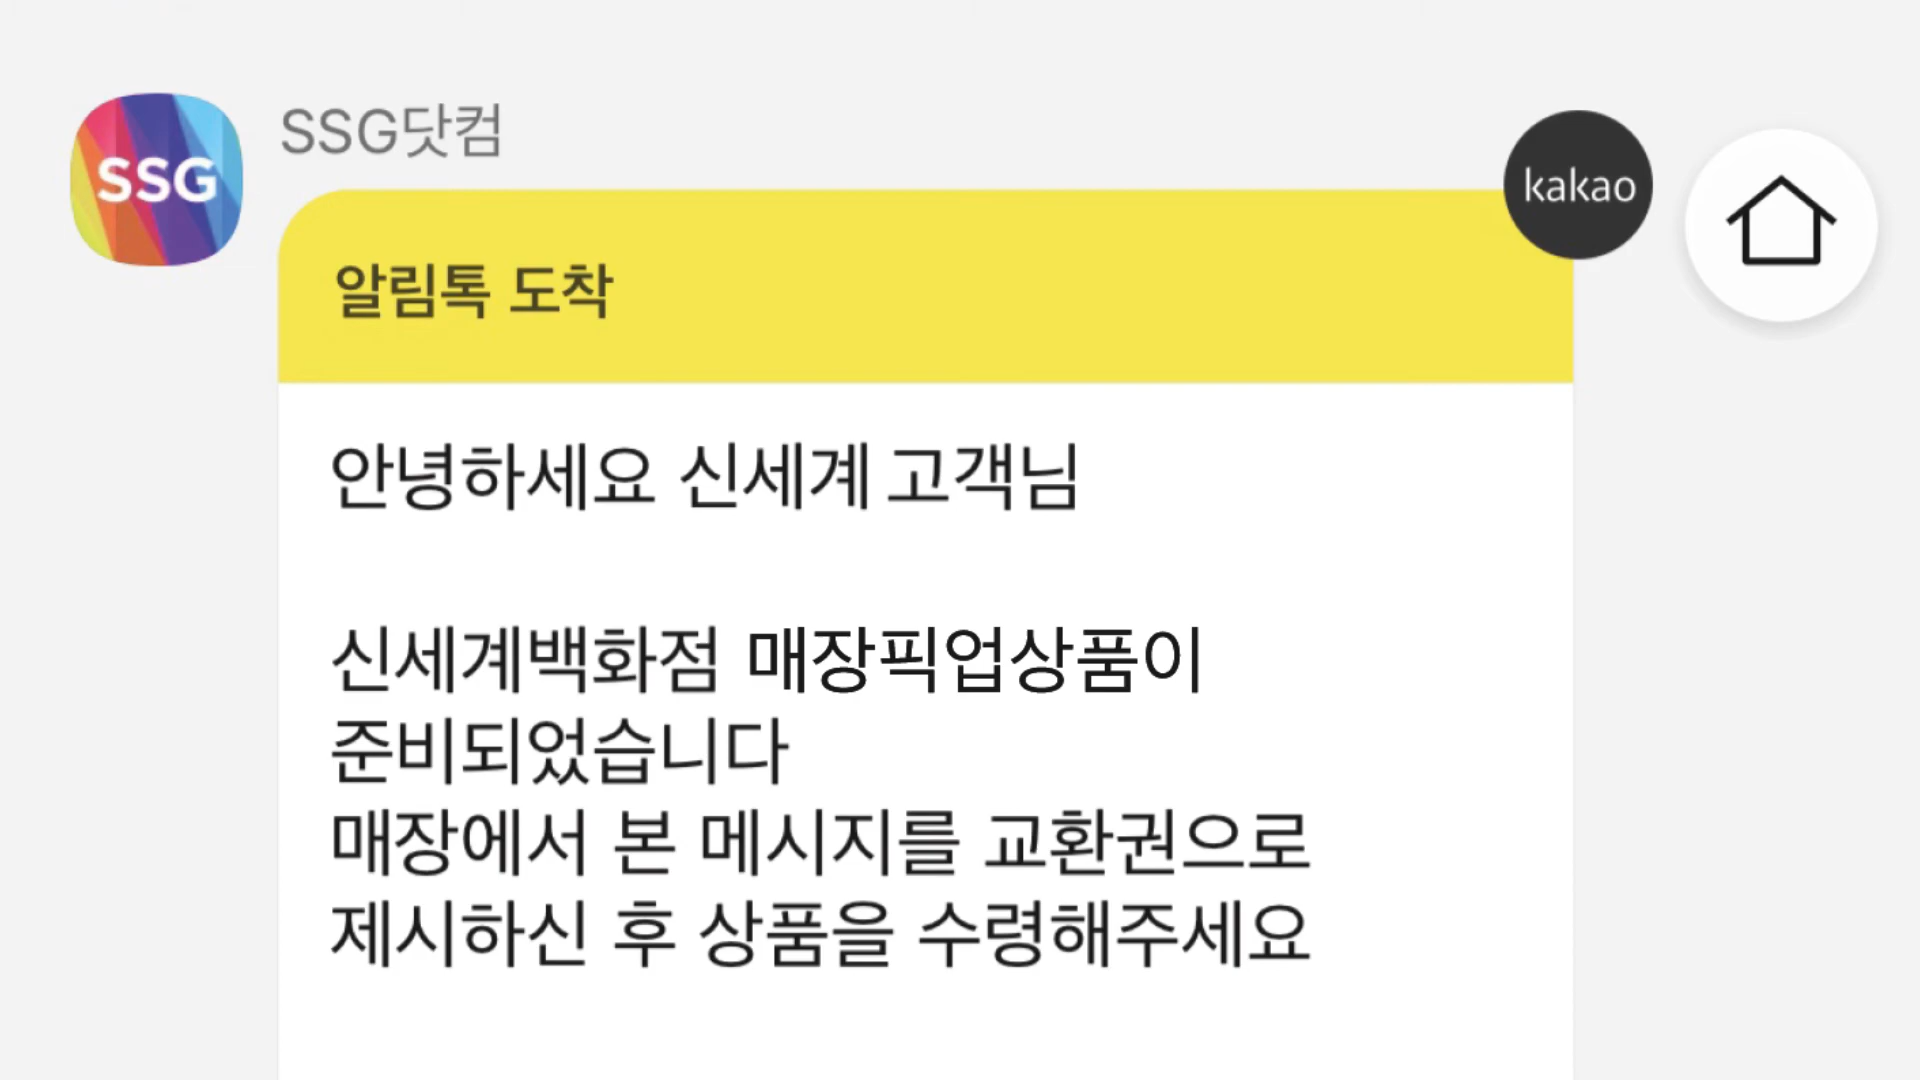 SSG
SSG닷컴
kakao
알림톡 도착
안녕하세요 신세계 고객님
신세계백화점 매장픽업상품이
준비되었습니다
매장에서 본 메시지를 교환권으로
제시하신 후 상품을 수령해주세요